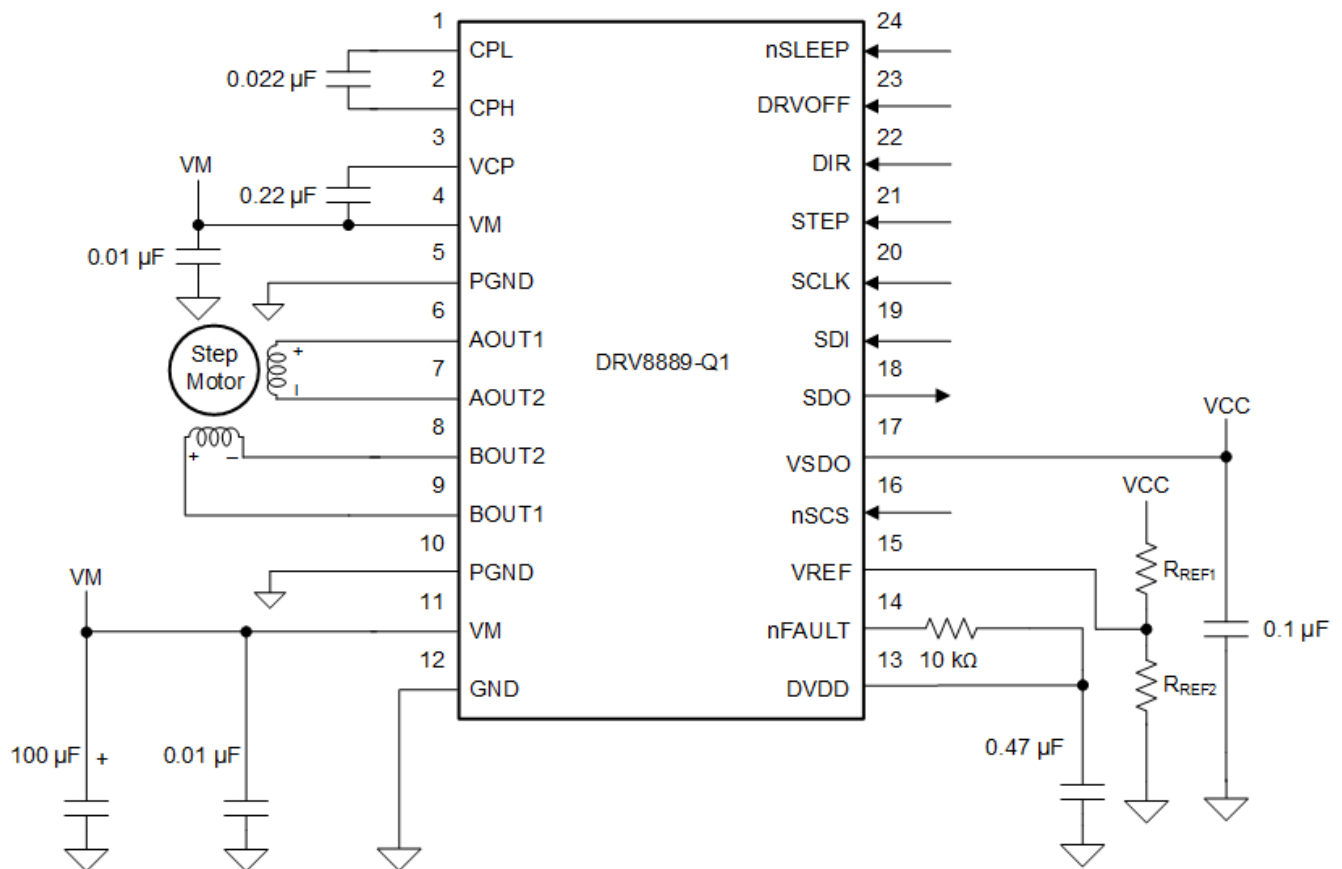 1
CPL
0.022 µF
2
CPH
3
VCP
VM
0.22 µF
4
VM
0.01 µF
5
PGND
6
AOUT1
Step
Motor
+
–
7
AOUT2
8
BOUT2
+ –
9
BOUT1
10
PGND
VM
11
VM
12
GND
100 µF +
0.01 µF
DRV8889-Q1
24
nSLEEP
23
DRVOFF
22
DIR
21
STEP
20
SCLK
19
SDI
18
SDO
17
VSDO
VCC
16
nSCS
VCC
15
VREF
RREF1
14
nFAULT
10 kΩ
0.1 µF
13
DVDD
RREF2
0.47 µF